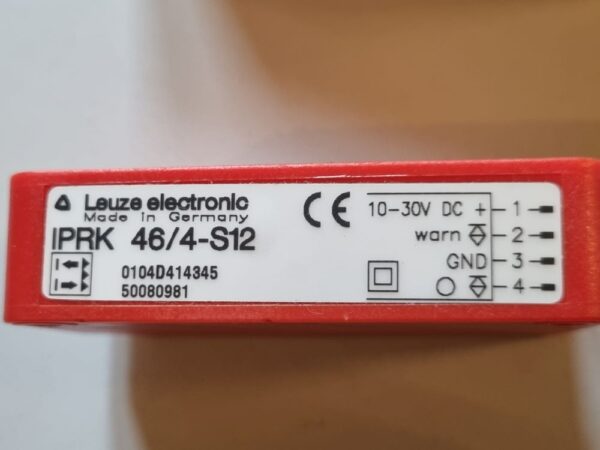 Leuze electronic
Made in Germany
IPRK 46/4-S12
0104D414345
50080981
CE
10-30V DC + 1
warn 2
GND 3
4